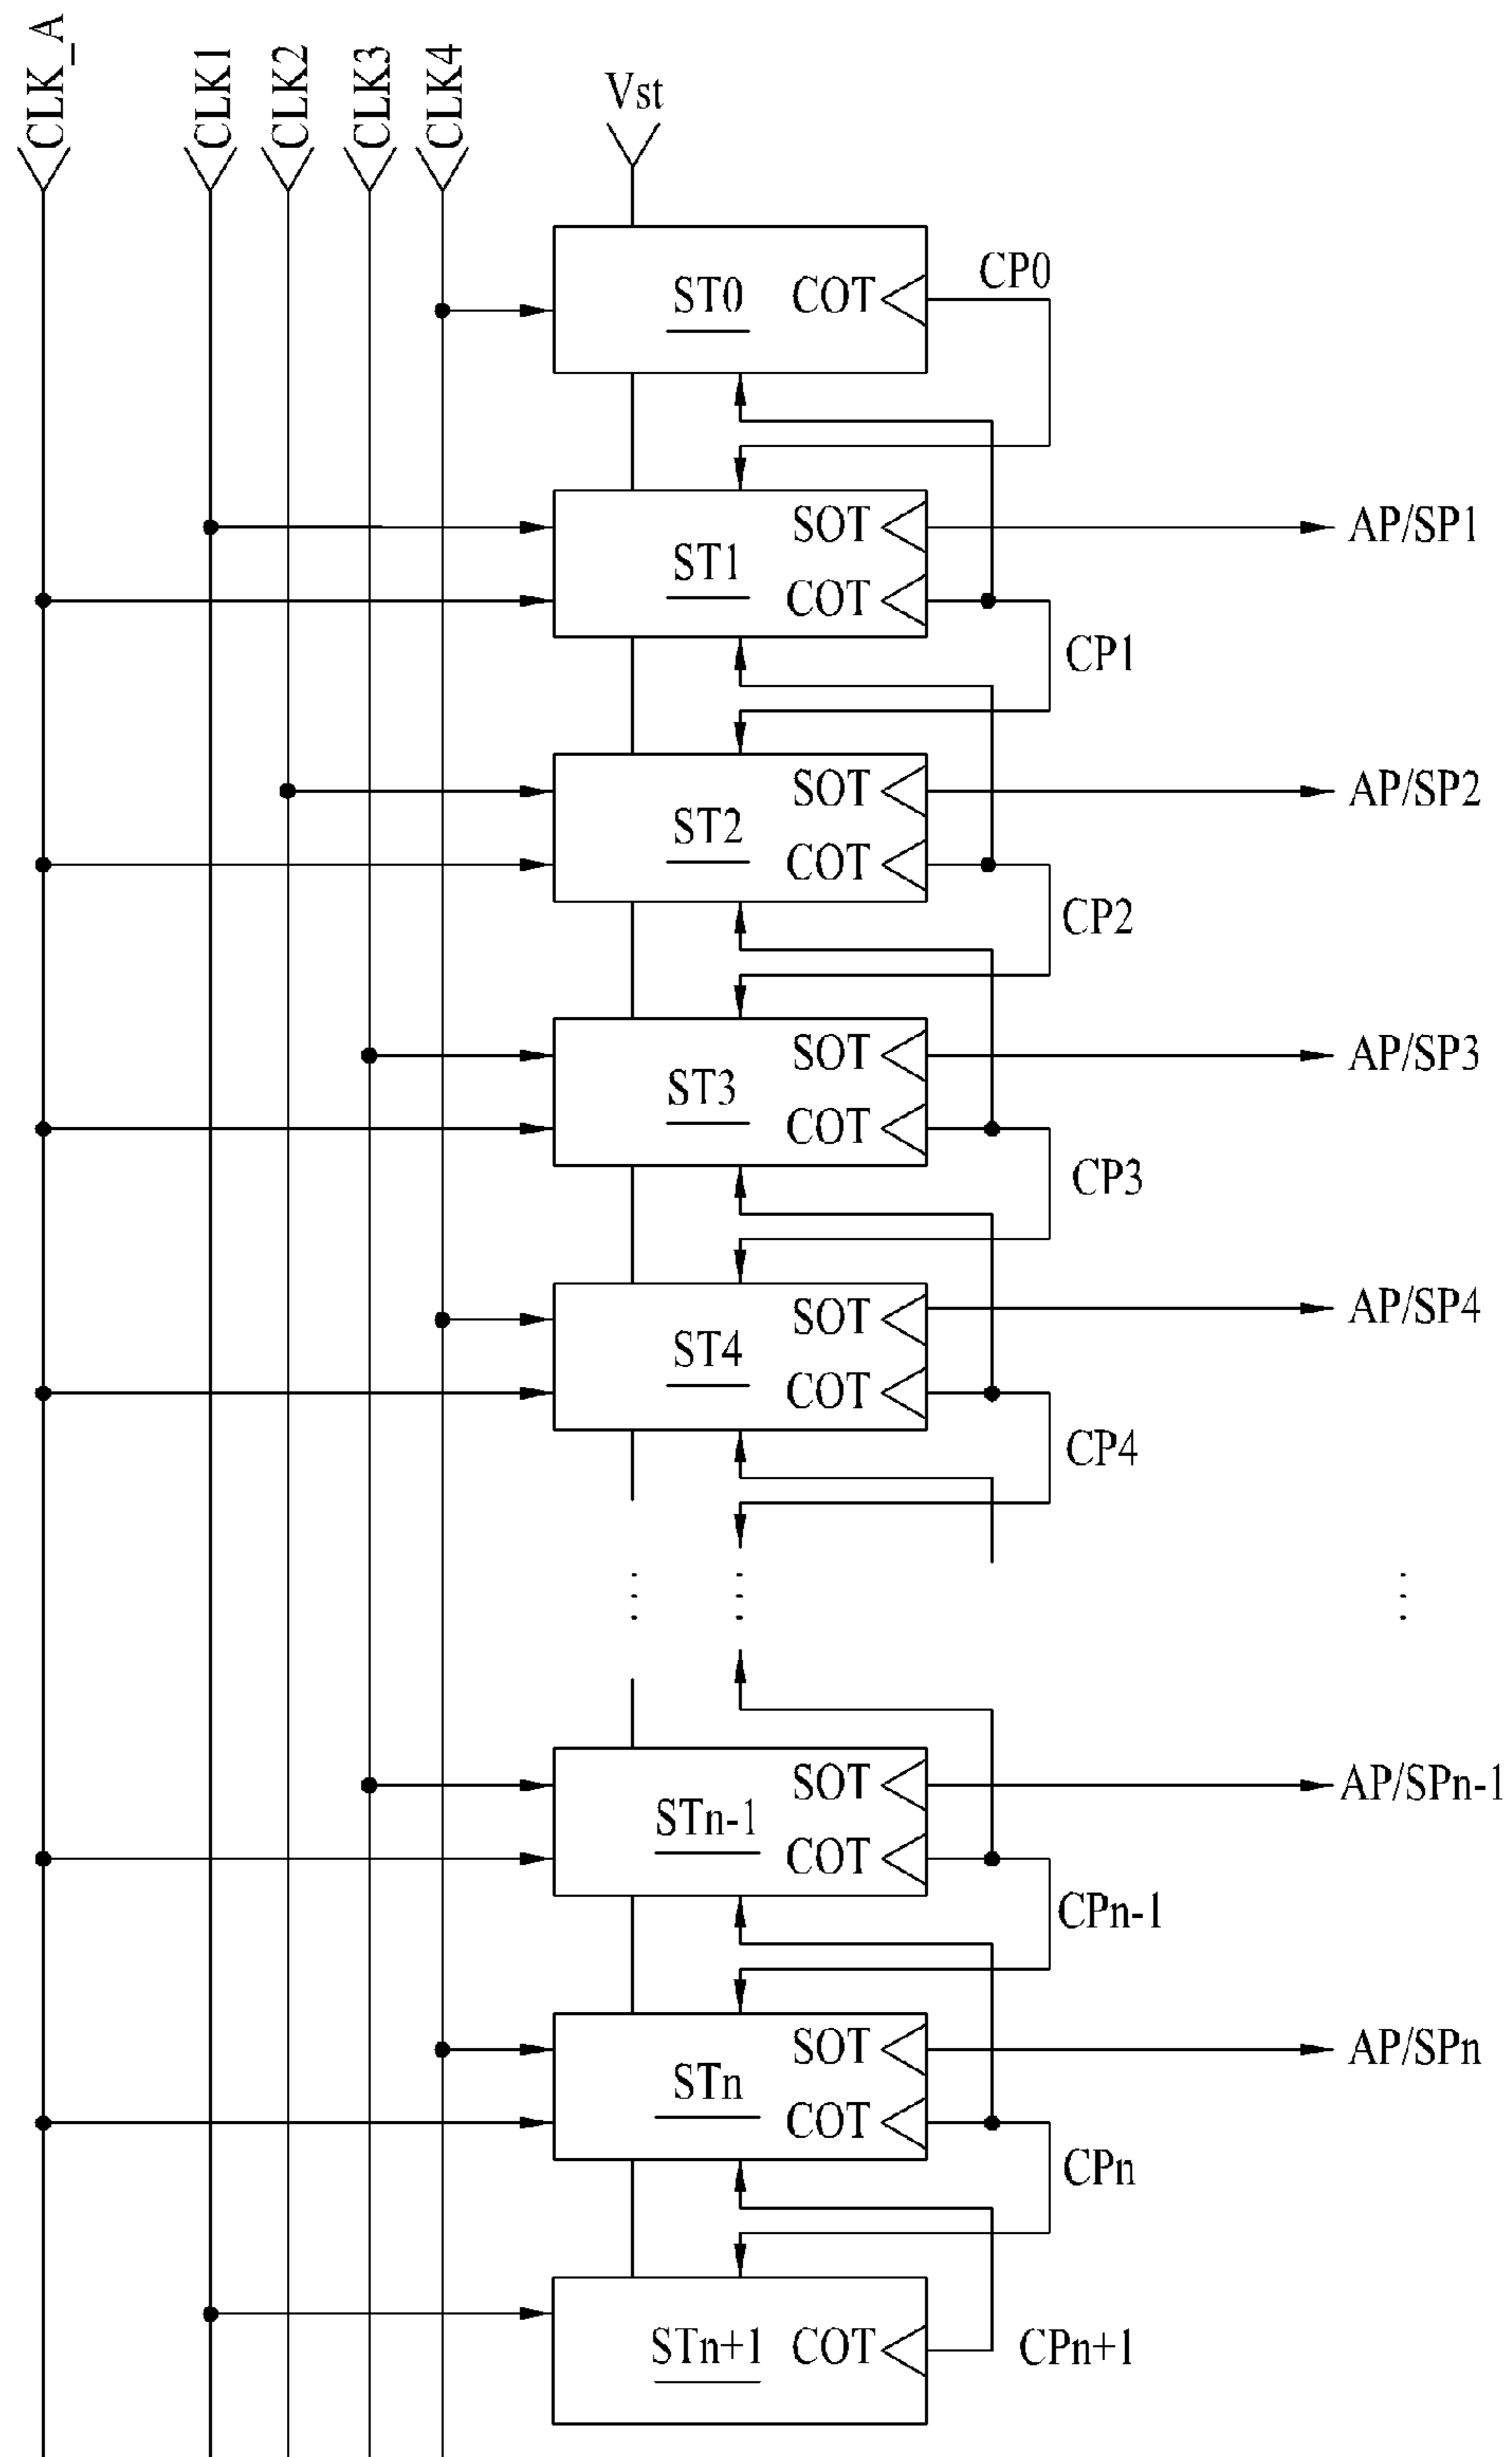 CLK_A
CLK1
CLK2
CLK3
CLK4
Vst
ST0 COT
CP0
SOT
ST1
COT
AP/SP1
CP1
SOT
ST2
COT
AP/SP2
CP2
SOT
ST3
COT
AP/SP3
CP3
SOT
ST4
COT
AP/SP4
CP4
SOT
STn-1
COT
AP/SPn-1
CPn-1
SOT
STn
COT
AP/SPn
CPn
STn+1 COT
CPn+1